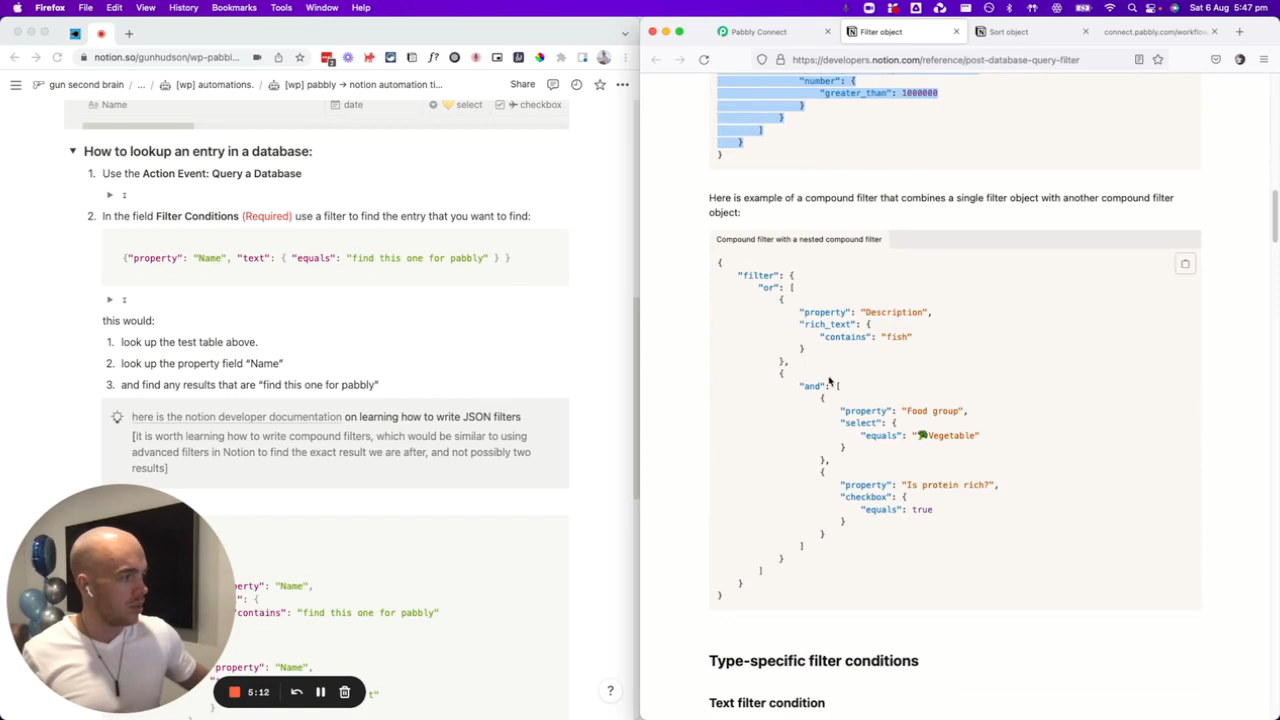 Firefox File Edit View History Bookmarks Tools Window Help
Sat 6 Aug 5:47 pm
notion.so/gunhudson/wp-pabbl...
gun second brain / [wp] automations. / [wp] pabbly → notion automation ti...
Share
Name date select checkbox
How to lookup an entry in a database:
1. Use the Action Event: Query a Database
2. In the field Filter Conditions (Required) use a filter to find the entry that you want to find:
{"property": "Name", "text": { "equals": "find this one for pabbly" } }
this would:
1. look up the test table above.
2. look up the property field “Name”
3. and find any results that are “find this one for pabbly”
here is the notion developer documentation on learning how to write JSON filters
[it is worth learning how to write compound filters, which would be similar to using
advanced filters in Notion to find the exact result we are after, and not possibly two
results]
operty": "Name",
": {
"contains": "find this one for pabbly"
property": "Name",
t"
}
5:12
?
Pabbly Connect
Filter object
Sort object
connect.pabbly.com/workflow
https://developers.notion.com/reference/post-database-query-filter
"number": {
"greater_than": 1000000
}
}
]
}
}
Here is example of a compound filter that combines a single filter object with another compound filter
object:
Compound filter with a nested compound filter
{
"filter": {
"or": [
{
"property": "Description",
"rich_text": {
"contains": "fish"
}
},
{
"and": [
{
"property": "Food group",
"select": {
"equals": "🥦Vegetable"
}
},
{
"property": "Is protein rich?",
"checkbox": {
"equals": true
}
}
]
}
]
}
}
Type-specific filter conditions
Text filter condition